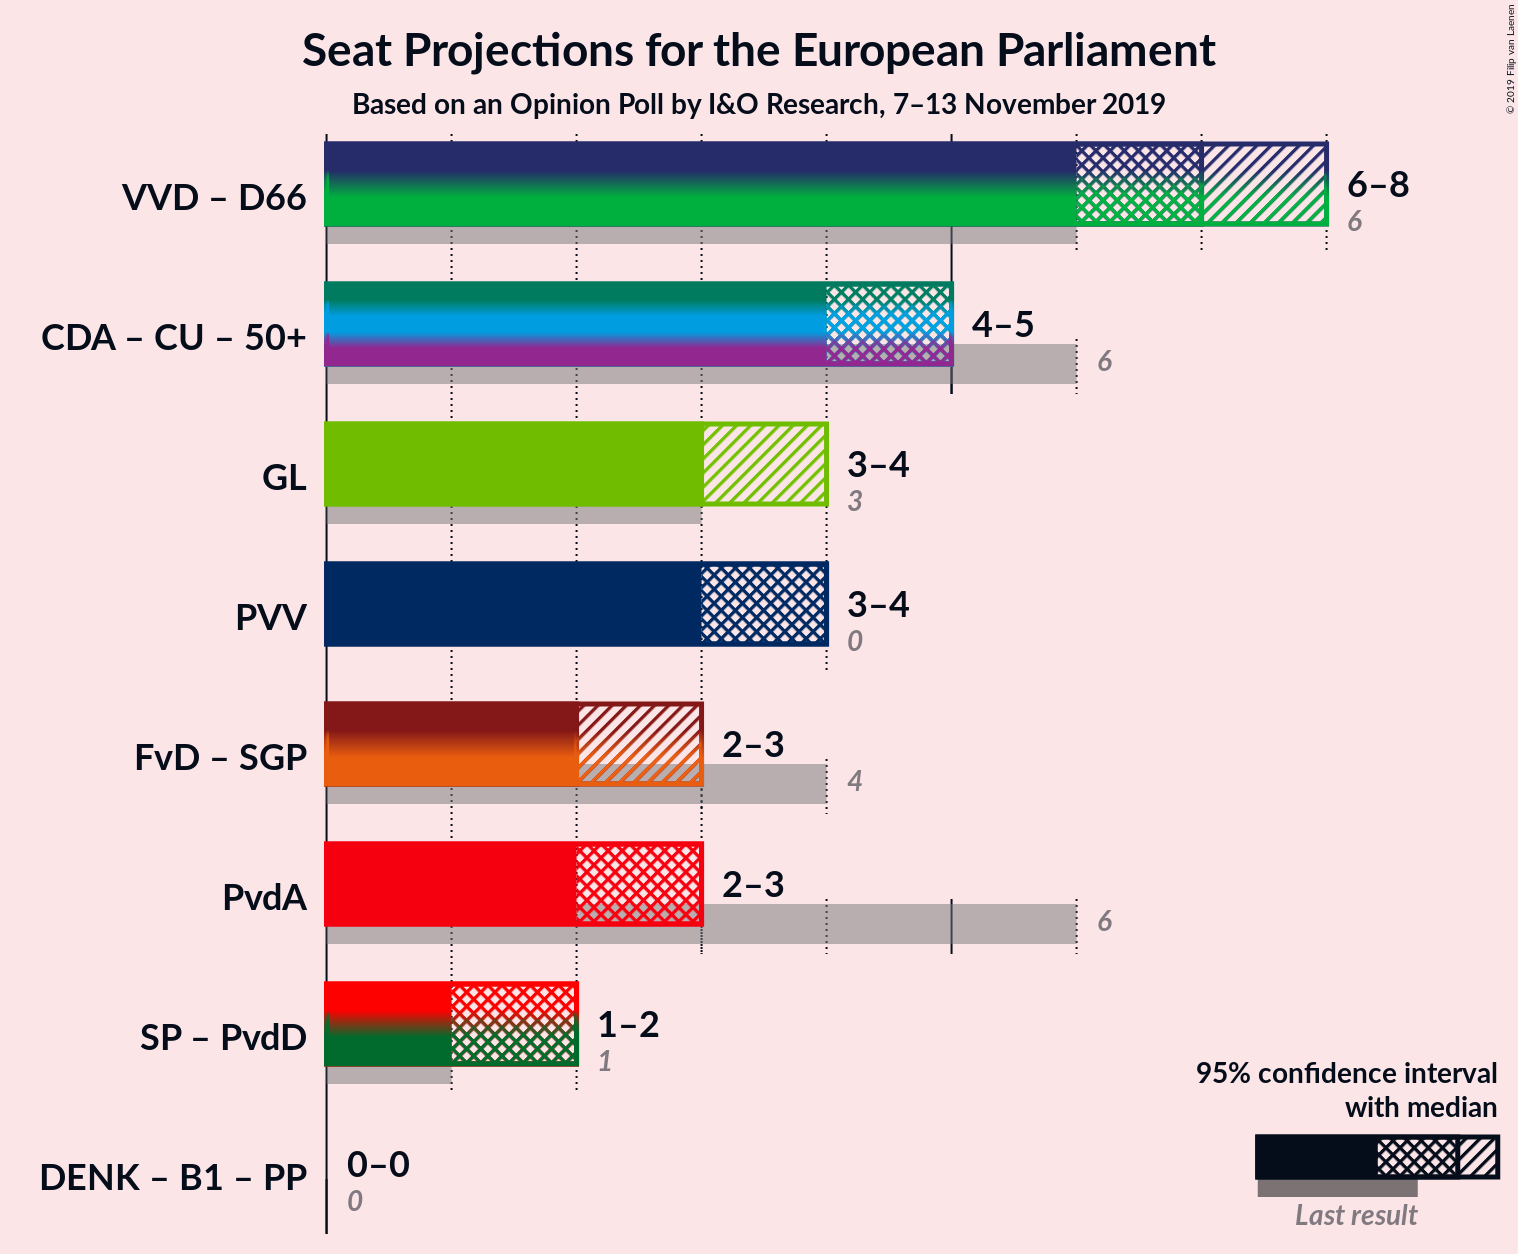 Seat Projections for the European Parliament
Based on an Opinion Poll by I&O Research, 7–13 November 2019
© 2019 Filip van Laenen
VVD – D66
6–8
6
CDA – CU – 50+
4–5
6
GL
3–4
3
PVV
3–4
0
FvD – SGP
2–3
4
PvdA
2–3
6
SP – PvdD
1–2
1
DENK – B1 – PP
0–0
0
95% confidence interval
with median
Last result